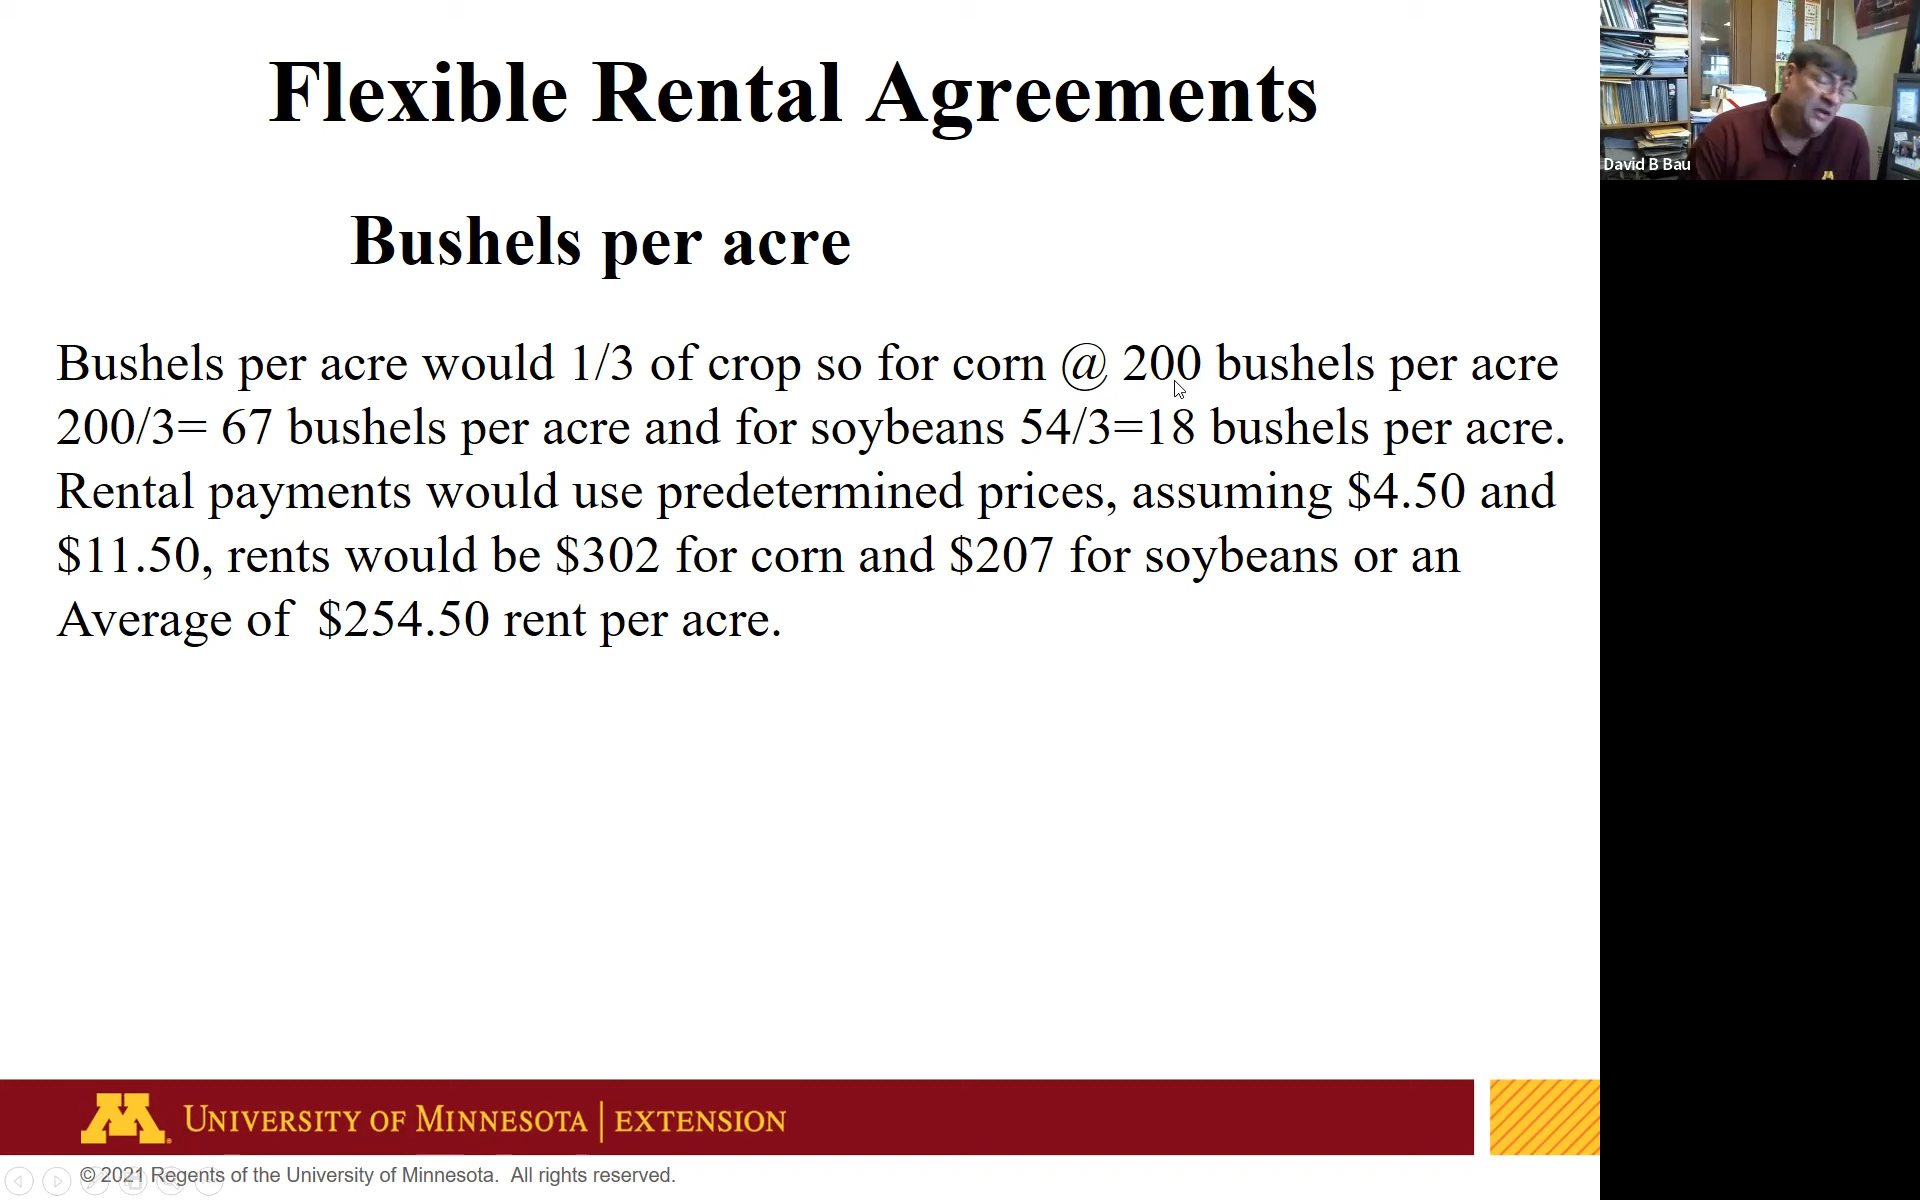 Flexible Rental Agreements
Bushels per acre
Bushels per acre would 1/3 of crop so for corn @ 200 bushels per acre
200/3= 67 bushels per acre and for soybeans 54/3=18 bushels per acre.
Rental payments would use predetermined prices, assuming $4.50 and
$11.50, rents would be $302 for corn and $207 for soybeans or an
Average of  $254.50 rent per acre.
UNIVERSITY OF MINNESOTA | EXTENSION
© 2021 Regents of the University of Minnesota.  All rights reserved.
David B Bau